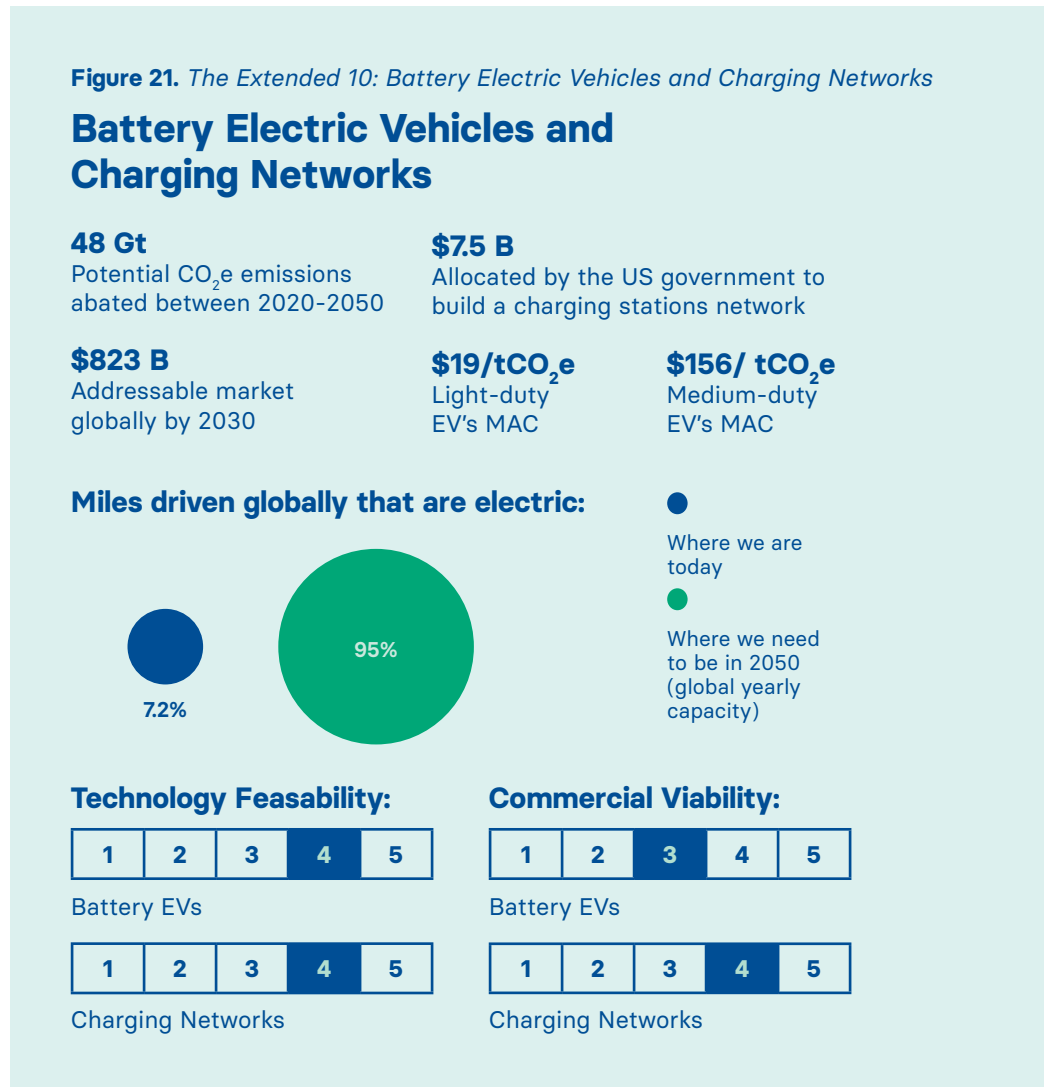 Figure 21. The Extended 10: Battery Electric Vehicles and Charging Networks
Battery Electric Vehicles and
Charging Networks
48 Gt
Potential CO2e emissions
abated between 2020-2050
$7.5 B
Allocated by the US government to
build a charging stations network
$823 B
Addressable market
globally by 2030
$19/tCO2e
Light-duty
EV's MAC
$156/ tCO2e
Medium-duty
EV's MAC
Miles driven globally that are electric:
7.2%
95%
Where we are
today
Where we need
to be in 2050
(global yearly
capacity)
Technology Feasability:
1 2 3 4 5
Battery EVs
1 2 3 4 5
Charging Networks
Commercial Viability:
1 2 3 4 5
Battery EVs
1 2 3 4 5
Charging Networks